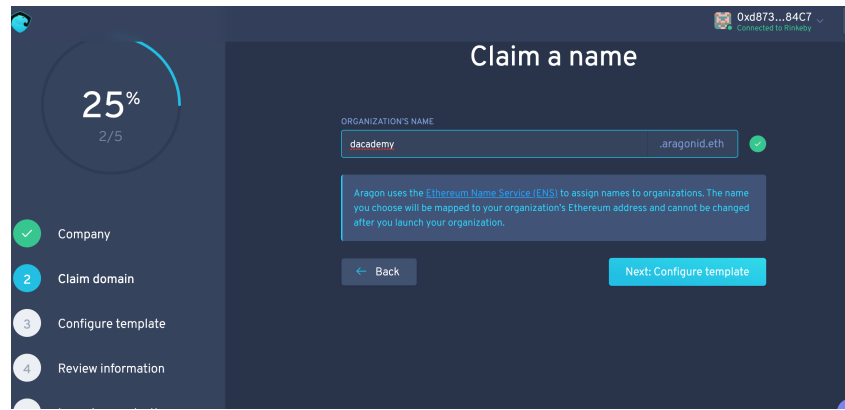 0xd873...84C7
Connected to Rinkeby
Claim a name
25%
2/5
ORGANIZATION'S NAME
dacademy
.aragonid.eth
Aragon uses the Ethereum Name Service (ENS) to assign names to organizations. The name
you choose will be mapped to your organization's Ethereum address and cannot be changed
after you launch your organization.
Back
Next: Configure template
Company
2 Claim domain
3 Configure template
4 Review information